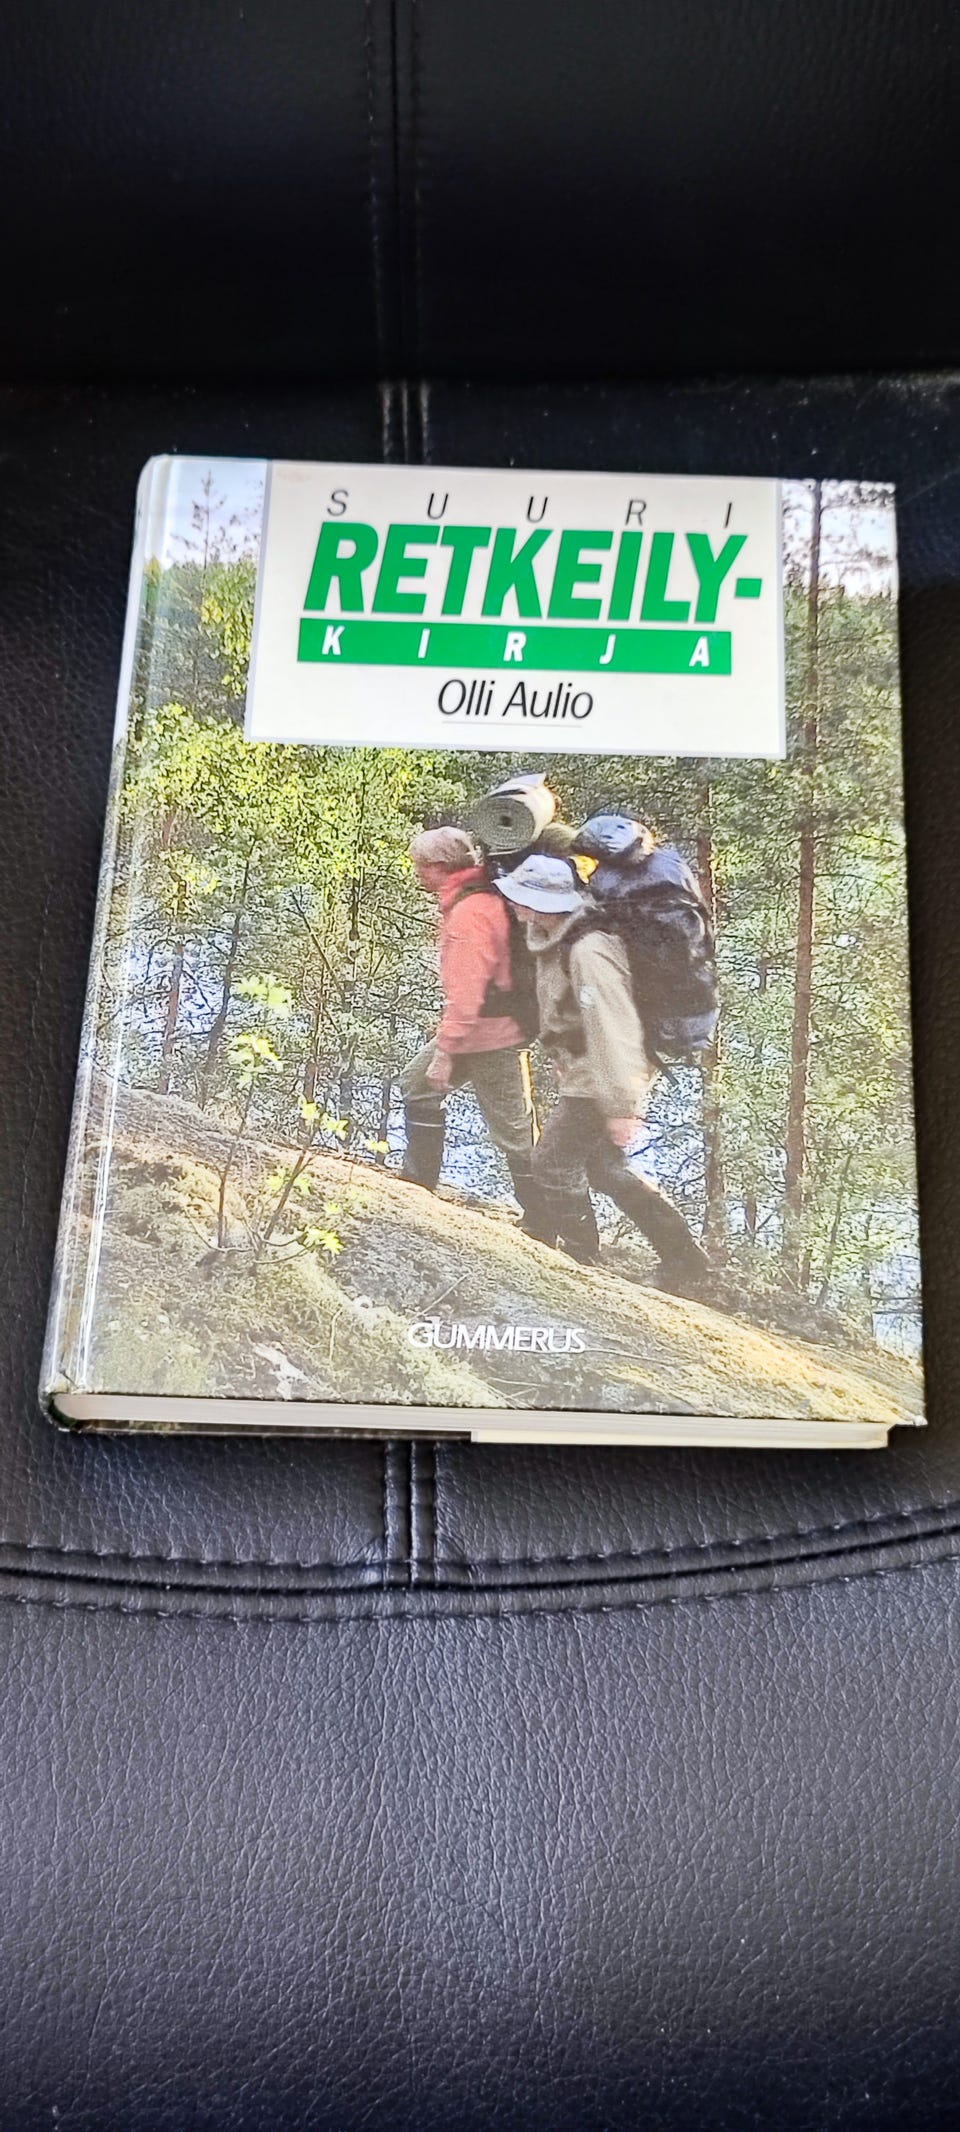 SUURI
RETKEILY-
KIRJA
Olli Aulio
GUMMERUS